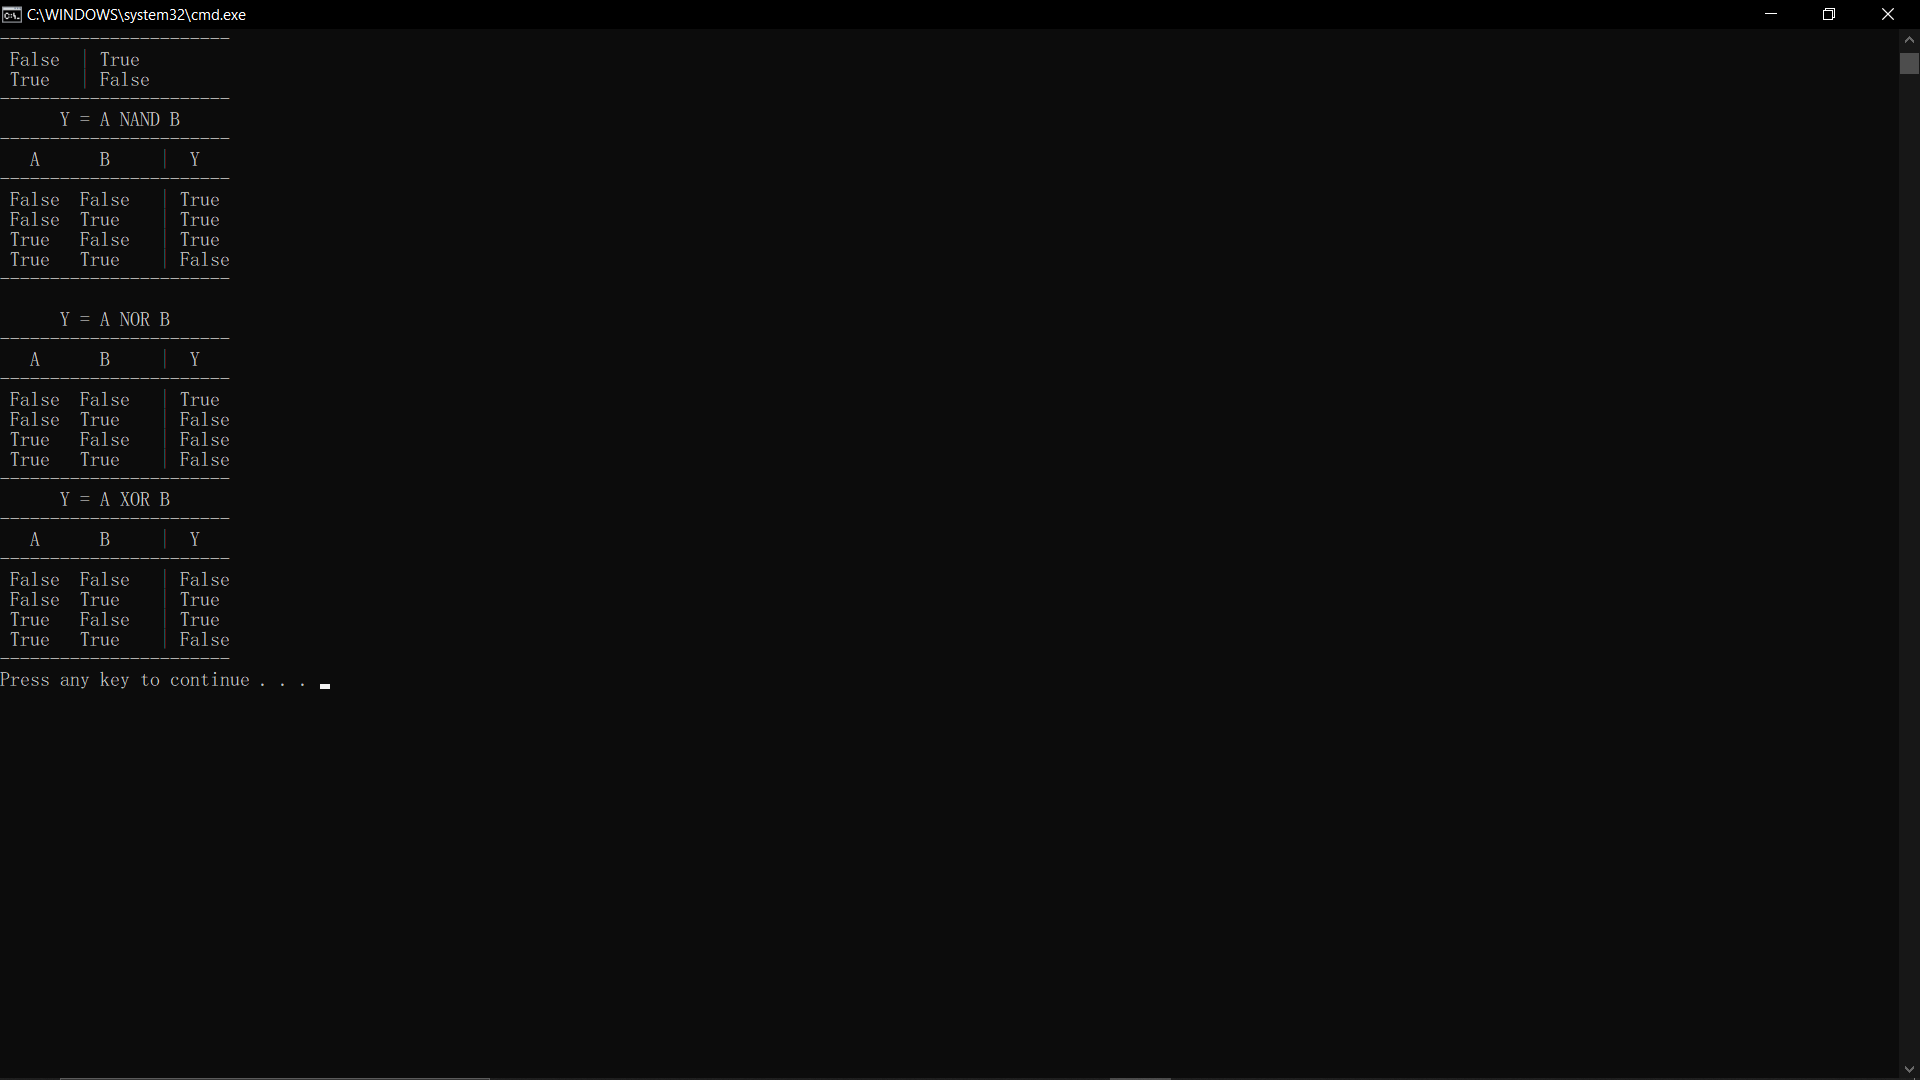 C:\WINDOWS\system32\cmd.exe
-----------------------
 False  | True
 True   | False
-----------------------
      Y = A NAND B
-----------------------
   A      B     |  Y
-----------------------
 False  False   | True
 False  True    | True
 True   False   | True
 True   True    | False
-----------------------

      Y = A NOR B
-----------------------
   A      B     |  Y
-----------------------
 False  False   | True
 False  True    | False
 True   False   | False
 True   True    | False
-----------------------
      Y = A XOR B
-----------------------
   A      B     |  Y
-----------------------
 False  False   | False
 False  True    | True
 True   False   | True
 True   True    | False
-----------------------
Press any key to continue . . .